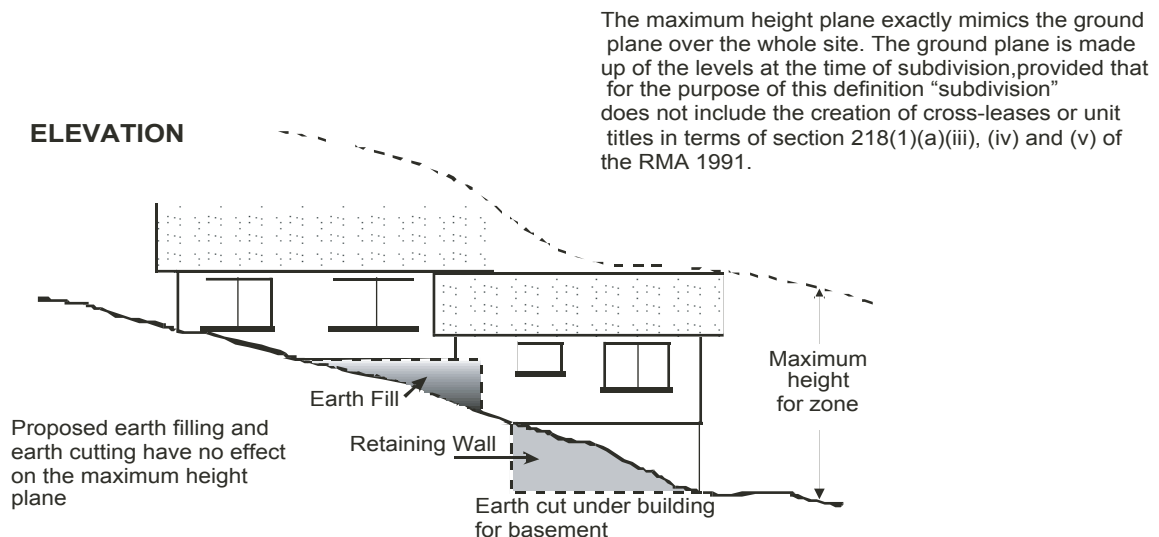 The maximum height plane exactly mimics the ground
plane over the whole site. The ground plane is made
up of the levels at the time of subdivision,provided that
for the purpose of this definition “subdivision”
does not include the creation of cross-leases or unit
titles in terms of section 218(1)(a)(iii), (iv) and (v) of
the RMA 1991.
ELEVATION
Maximum
height
for zone
Earth Fill
Proposed earth filling and
earth cutting have no effect
on the maximum height
plane
Retaining Wall
Earth cut under building
for basement